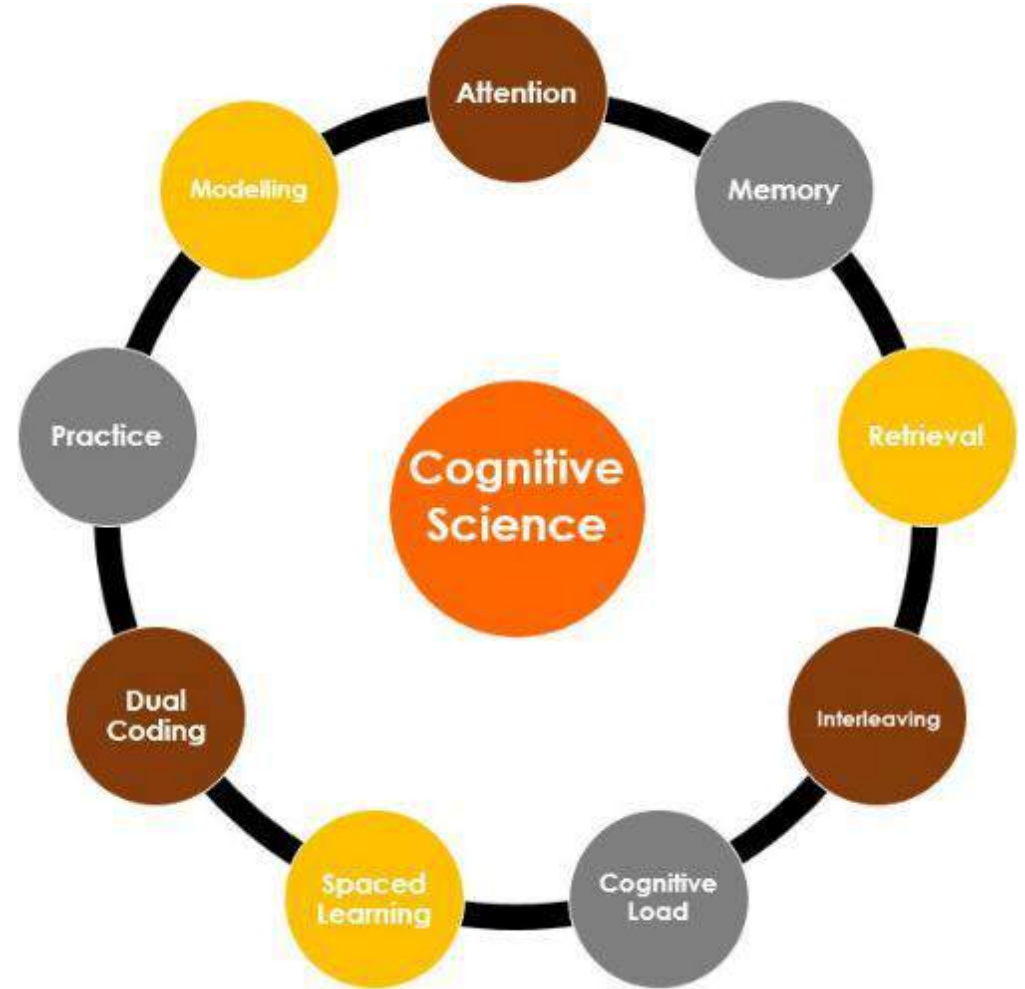 Attention
Memory
Retrieval
Interleaving
Cognitive
Load
Spaced
Learning
Dual
Coding
Practice
Modelling
Cognitive
Science